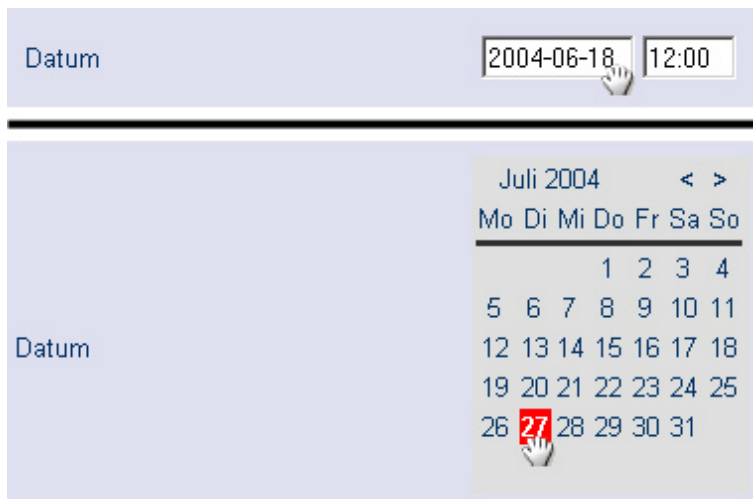 Datum 2004-06-18 12:00
Juli 2004 < >
Mo Di Mi Do Fr Sa So
1 2 3 4
5 6 7 8 9 10 11
Datum
12 13 14 15 16 17 18
19 20 21 22 23 24 25
26 27 28 29 30 31